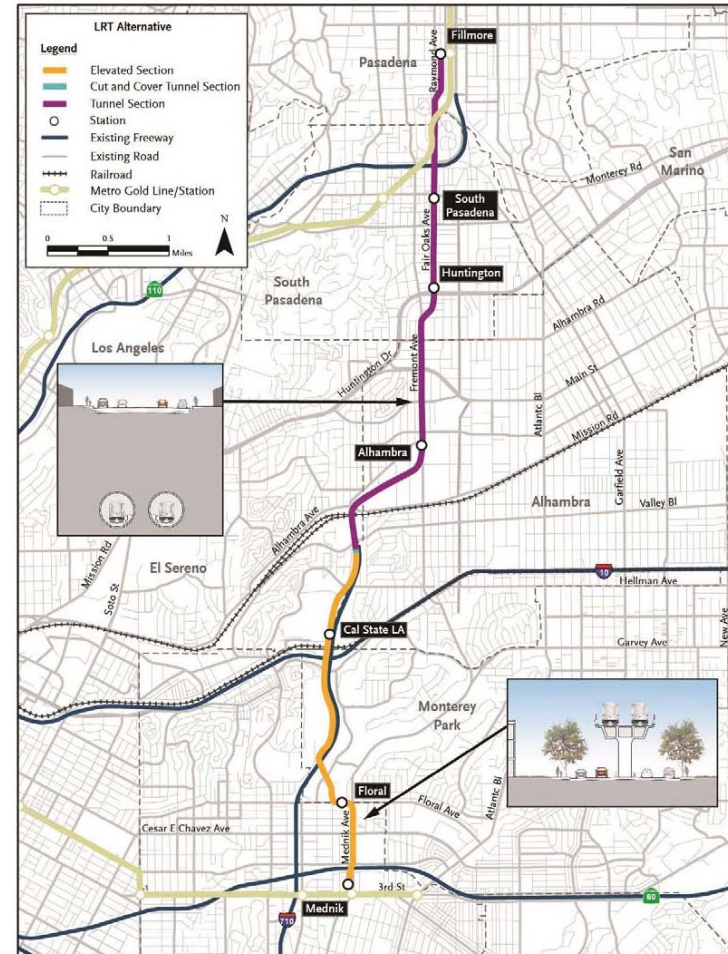 LRT Alternative
Legend
Elevated Section
Cut and Cover Tunnel Section
Tunnel Section
Station
Existing Freeway
Existing Road
Railroad
Metro Gold Line/Station
City Boundary
N
0 0.5 1
Miles
Pasadena
Raymond Ave
Fillmore
San
Marino
Monterey Rd
South
Pasadena
Fair Oaks Ave
Huntington
South
Pasadena
110
Los Angeles
Alhambra Rd
Huntington Dr
Fremont Ave
Main St
Atlantc Bl
Mission Rd
Garfield Ave
Alhambra
Alhambra
Valley Bl
Alhambra Ave
Mission Rd
El Sereno
Soto St
10
Hellman Ave
New Ave
Cal State LA
Garvey Ave
Monterey
Park
Floral
Floral Ave
Atlantc Bl
Cesar E Chavez Ave
Mednik Ave
3rd St
Mednik
710
60